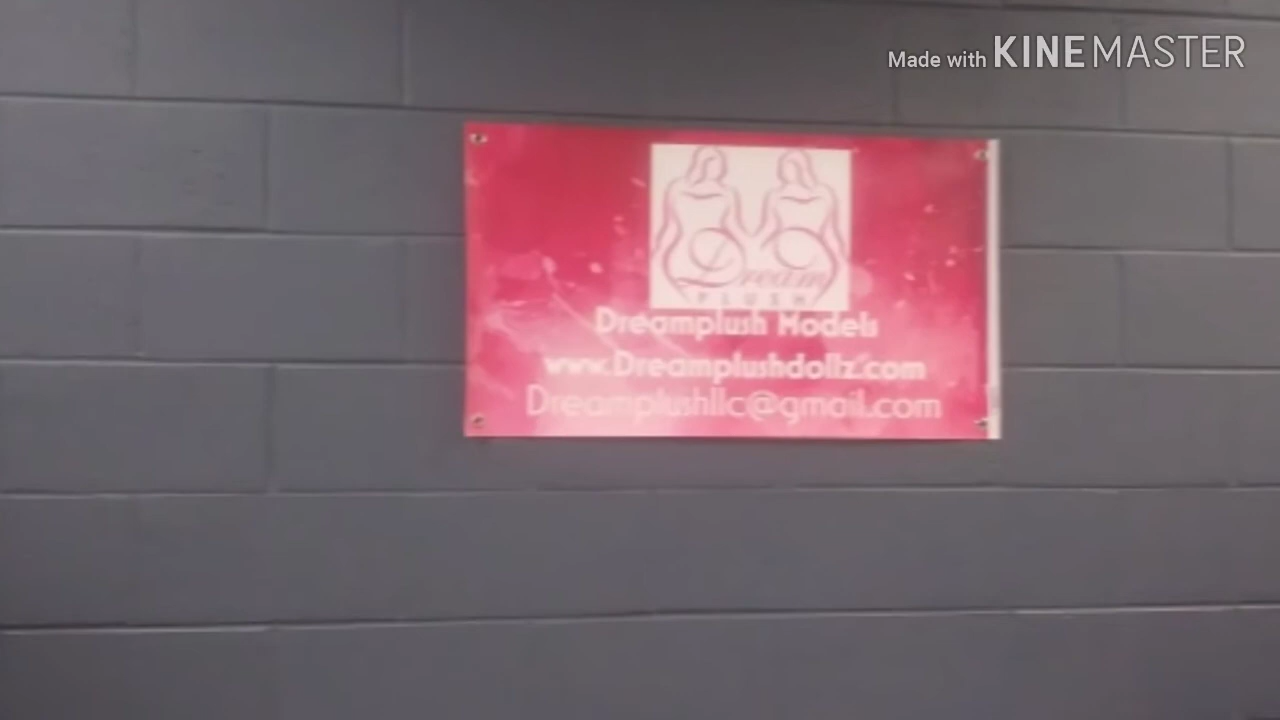 Made with KINEMASTER
Dream
PLUSH
Dreamplush Models
www.Dreamplushdollz.com
Dreamplushllc@gmail.com